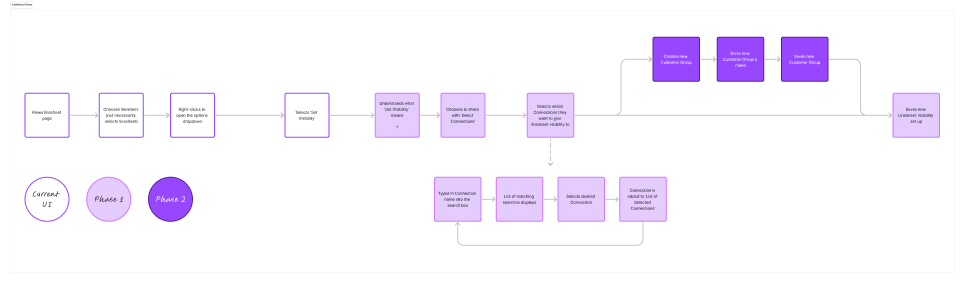 Creates new
Customer Group
Gives new
Customer Group a
name
Saves new
Customer Group
Views linesheet
page
Chooses linesheet
(not necessarily
selects linesheet)
Right-clicks to
open the options
dropdown
Selects 'Set
Visibility'
Understands what
'Set Visibility'
means
?
Chooses to share
with 'Select
Connections'
Selects which
Connections they
want to give
linesheet visibility to
Saves new
Linesheet Visibility
set up
Current
UI
Phase 1
Phase 2
Types in Connection
name into the
search box
List of matching
searches displays
Selects desired
Connection
Connection is
added to 'List of
Selected
Connections'